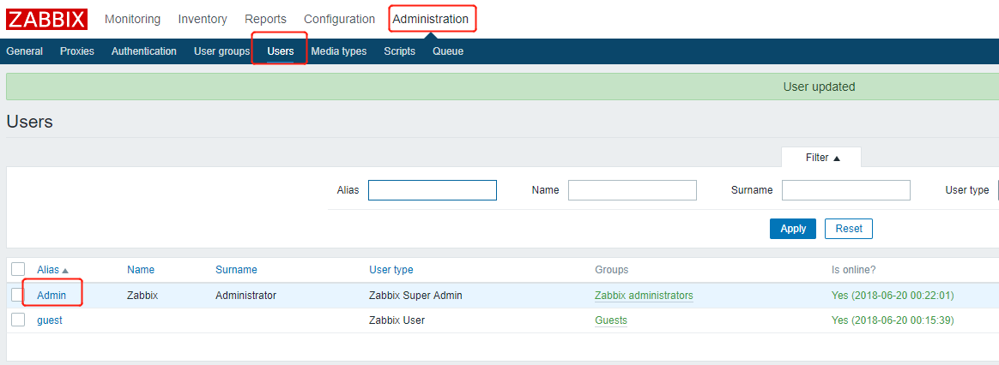 ZABBIX Monitoring Inventory Reports Configuration Administration
General Proxies Authentication User groups Users Media types Scripts Queue
User updated
Users
Filter
Alias Name Surname User type
Apply Reset
Alias Name Surname User type Groups Is online?
Admin Zabbix Administrator Zabbix Super Admin Zabbix administrators Yes (2018-06-20 00:22:01)
guest Zabbix User Guests Yes (2018-06-20 00:15:39)